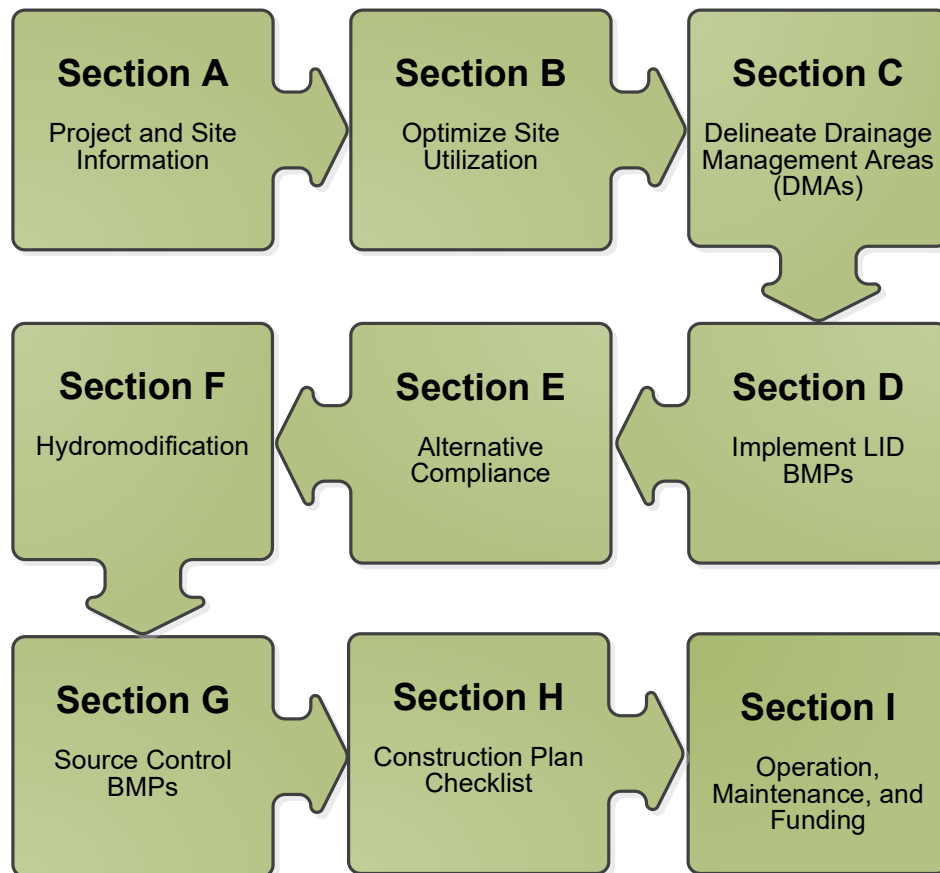 Section A
Project and Site
Information
Section B
Optimize Site
Utilization
Section C
Delineate Drainage
Management Areas
(DMAs)
Section D
Implement LID
BMPs
Section E
Alternative
Compliance
Section F
Hydromodification
Section G
Source Control
BMPs
Section H
Construction Plan
Checklist
Section I
Operation,
Maintenance, and
Funding